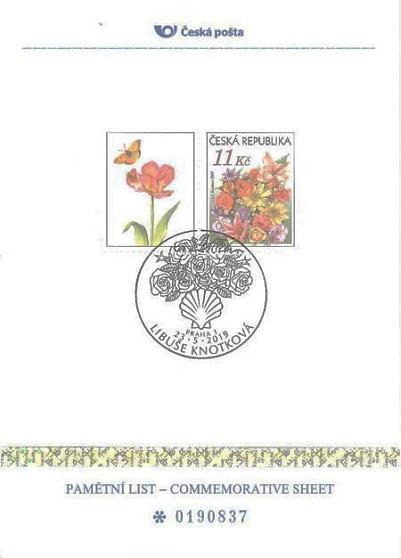 Česká pošta
ČESKÁ REPUBLIKA
11 Kč
PRAHA 1
23 · 5 · 2019
LIBUŠE KNOTKOVÁ
PAMĚTNÍ LIST – COMMEMORATIVE SHEET
✻ 0190837